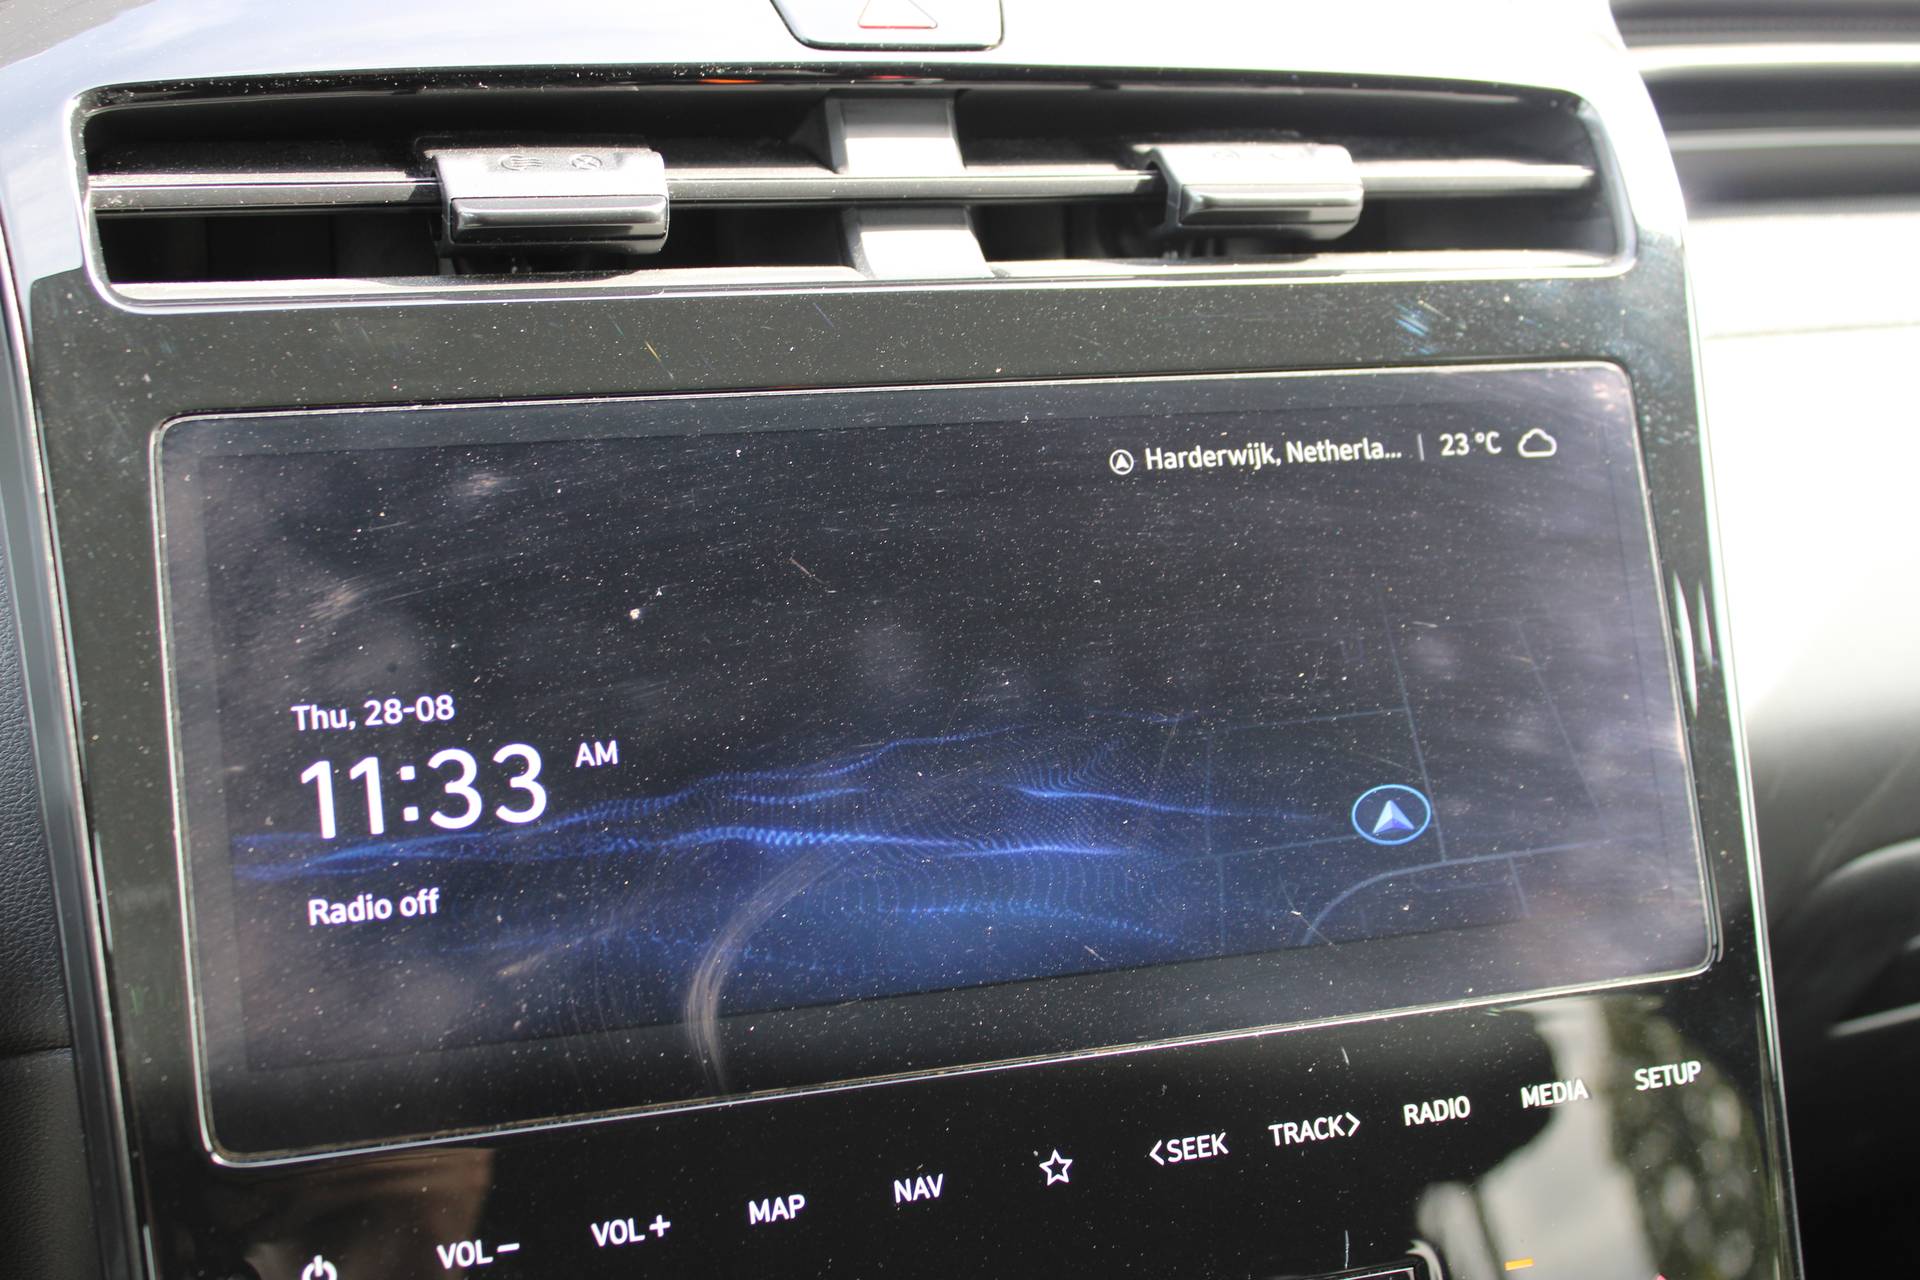 Harderwijk, Netherla... | 23 °C
Thu, 28-08
11:33 AM
Radio off
VOL −
VOL +
MAP
NAV
<SEEK
TRACK>
RADIO
MEDIA
SETUP